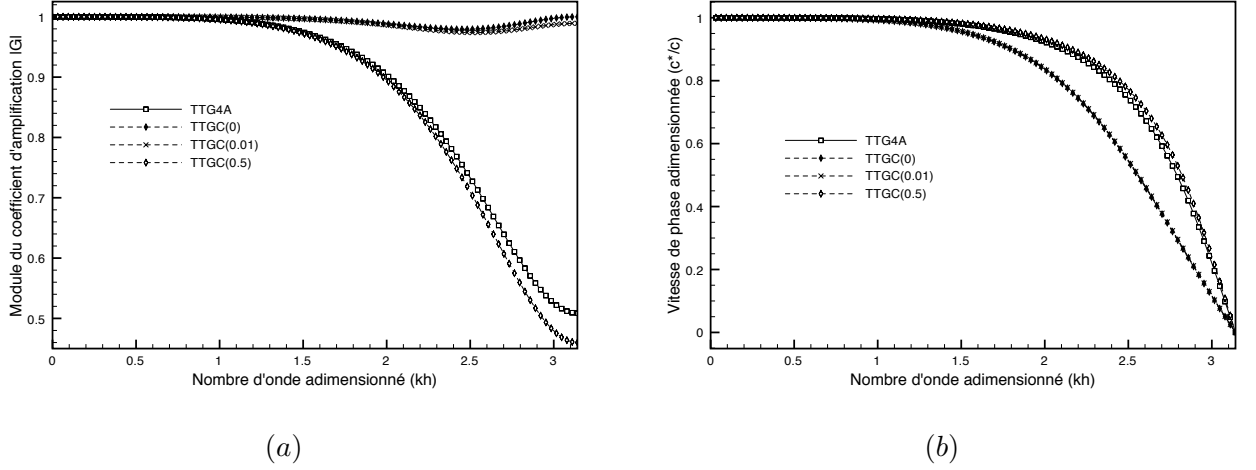 Module du coefficient d'amplification |G|
1
0.9
0.8
0.7
0.6
0.5
TTG4A
TTGC(0)
TTGC(0.01)
TTGC(0.5)
0
0.5
1
1.5
2
2.5
3
Nombre d'onde adimensionné (kh)
(a)
Vitesse de phase adimensionnée (c*/c)
1
0.8
0.6
0.4
0.2
0
TTG4A
TTGC(0)
TTGC(0.01)
TTGC(0.5)
0
0.5
1
1.5
2
2.5
3
Nombre d'onde adimensionné (kh)
(b)